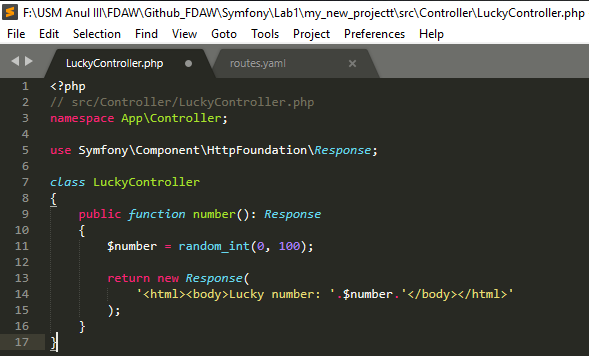 F:\USM Anul III\FDAW\Github_FDAW\Symfony\Lab1\my_new_projectt\src\Controller\LuckyController.php
File Edit Selection Find View Goto Tools Project Preferences Help
LuckyController.php routes.yaml
1 <?php
2 // src/Controller/LuckyController.php
3 namespace App\Controller;
4
5 use Symfony\Component\HttpFoundation\Response;
6
7 class LuckyController
8 {
9 public function number(): Response
10 {
11 $number = random_int(0, 100);
12
13 return new Response(
14 '<html><body>Lucky number: '.$number.'</body></html>'
15 );
16 }
17 }